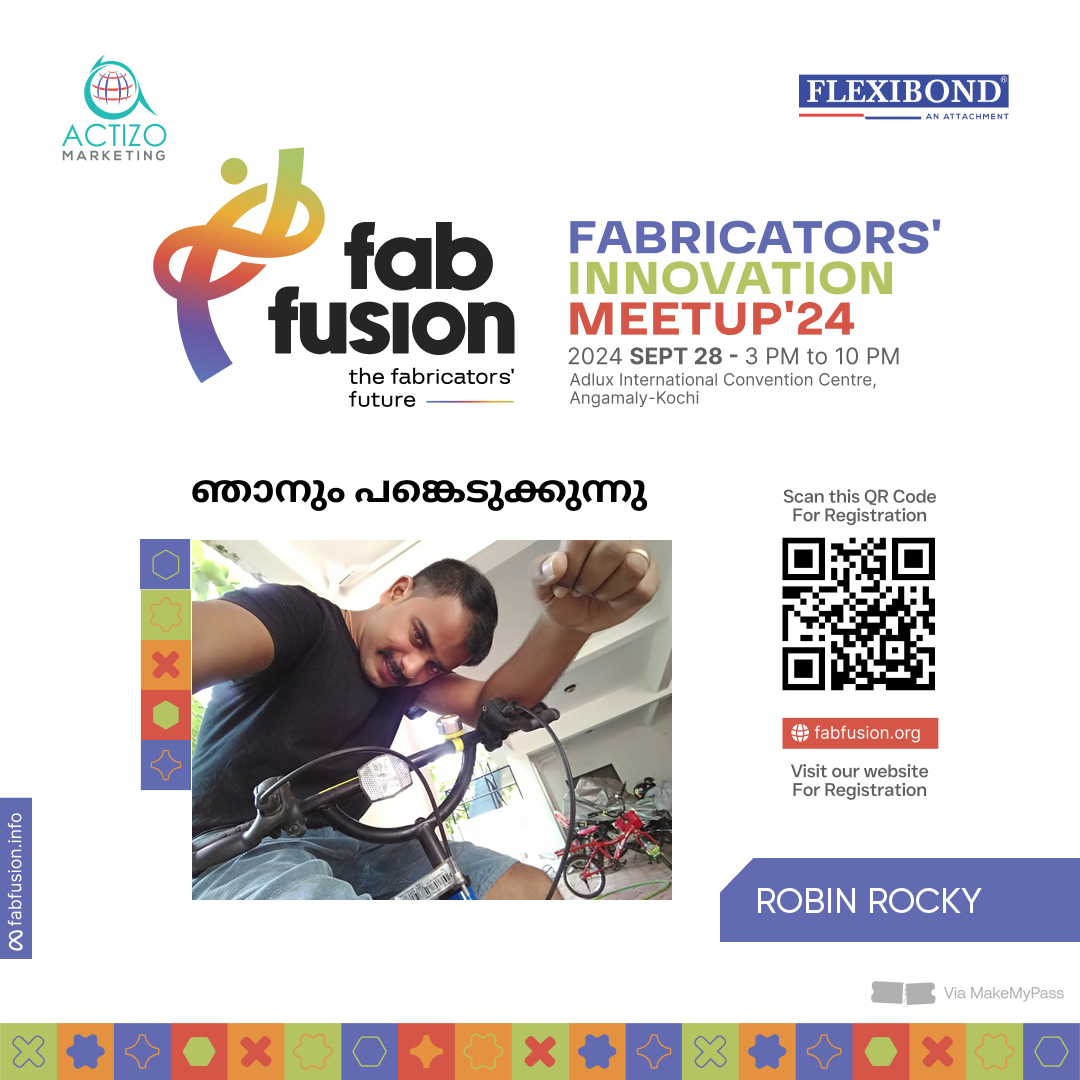 ACTIZO
MARKETING
FLEXIBOND®
AN ATTACHMENT
fab
fusion
the fabricators'
future
FABRICATORS'
INNOVATION
MEETUP'24
2024 SEPT 28 - 3 PM to 10 PM
Adlux International Convention Centre,
Angamaly-Kochi
ഞാനും പങ്കെടുക്കുന്നു
Scan this QR Code
For Registration
fabfusion.org
Visit our website
For Registration
fabfusion.info
ROBIN ROCKY
Via MakeMyPass